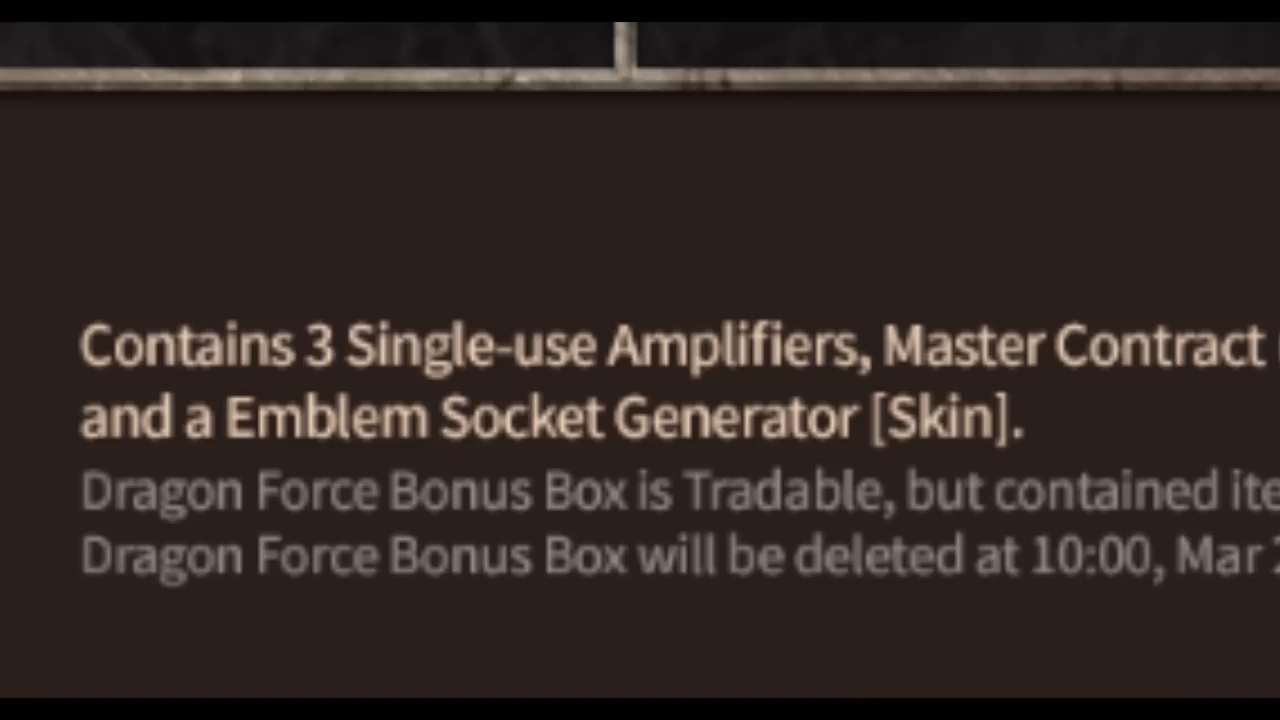 Contains 3 Single-use Amplifiers, Master Contract
and a Emblem Socket Generator [Skin].
Dragon Force Bonus Box is Tradable, but contained
Dragon Force Bonus Box will be deleted at 10:00, Mar